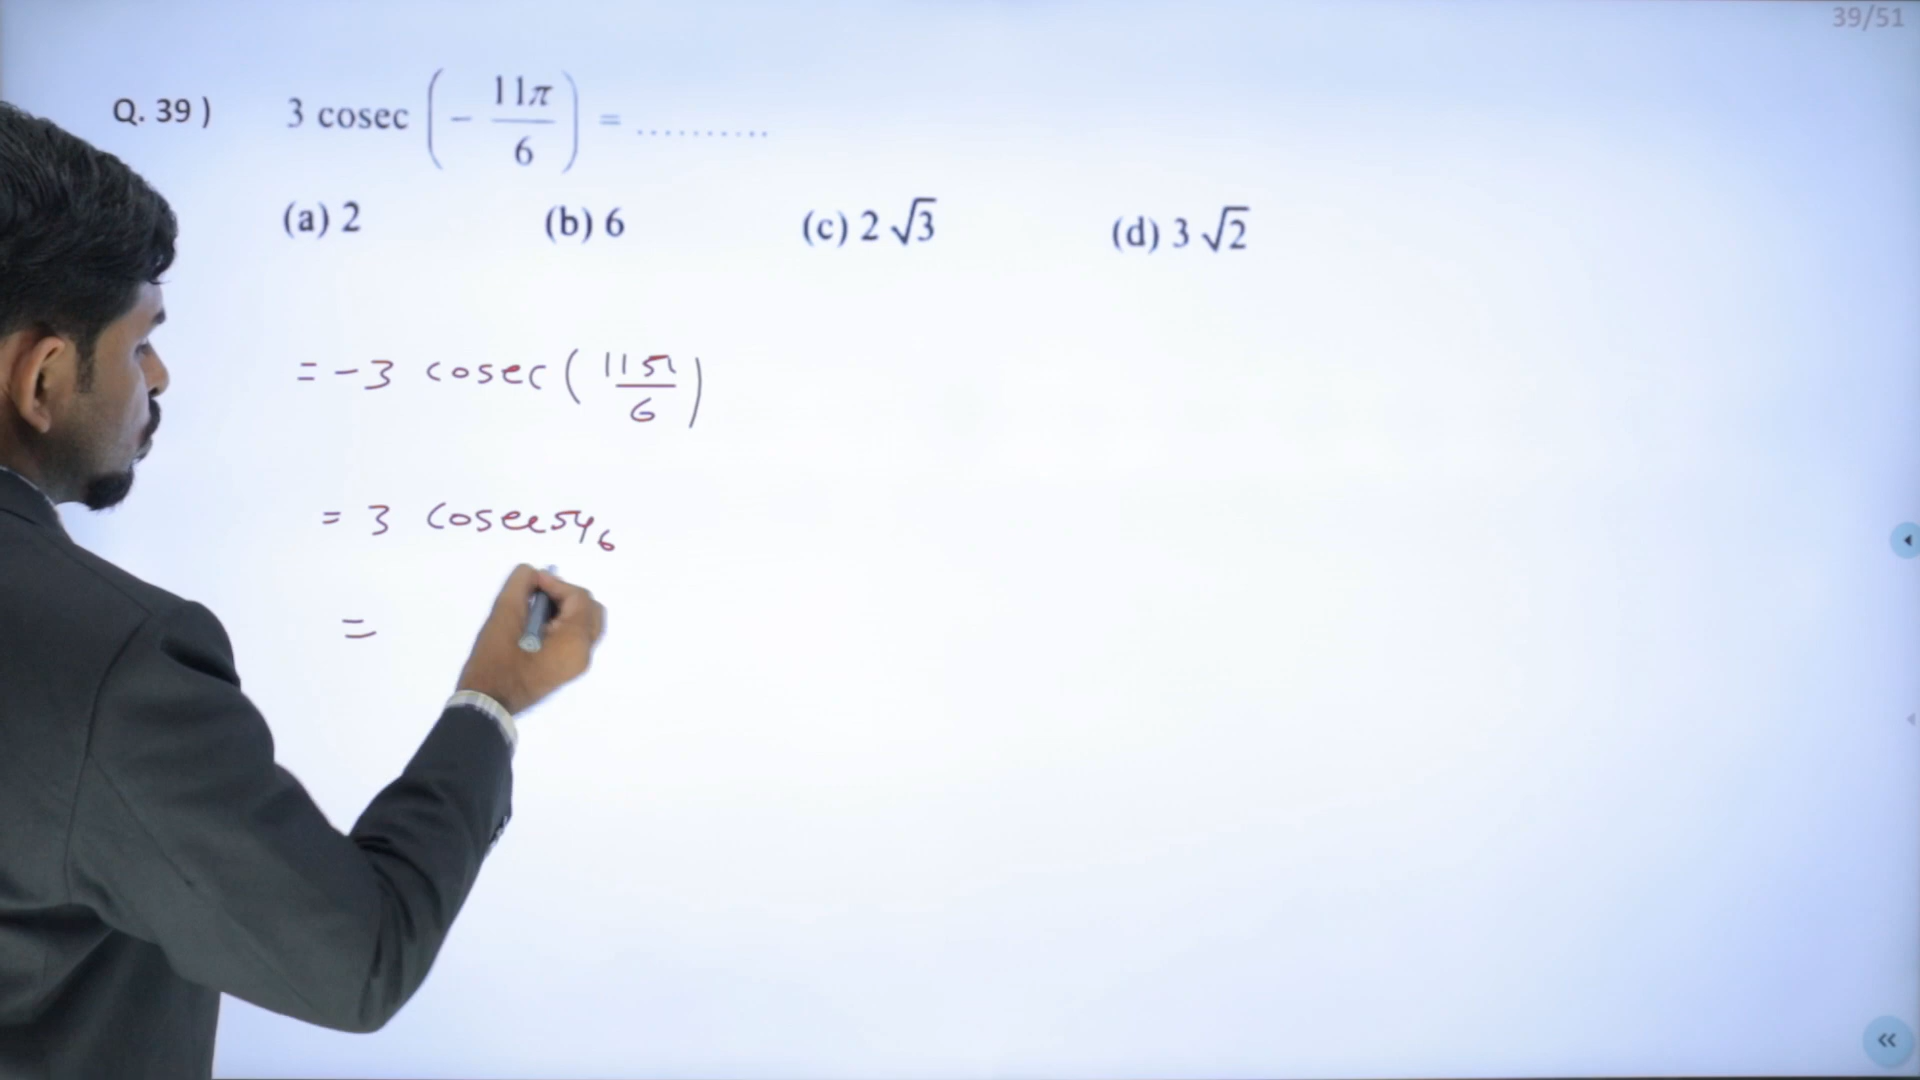 39/51
Q. 39 ) 3 cosec ( - 11π/6 ) = ..........
(a) 2 (b) 6 (c) 2 √3 (d) 3 √2
= -3 cosec ( 11π/6 )
= 3 cosec π/6
=